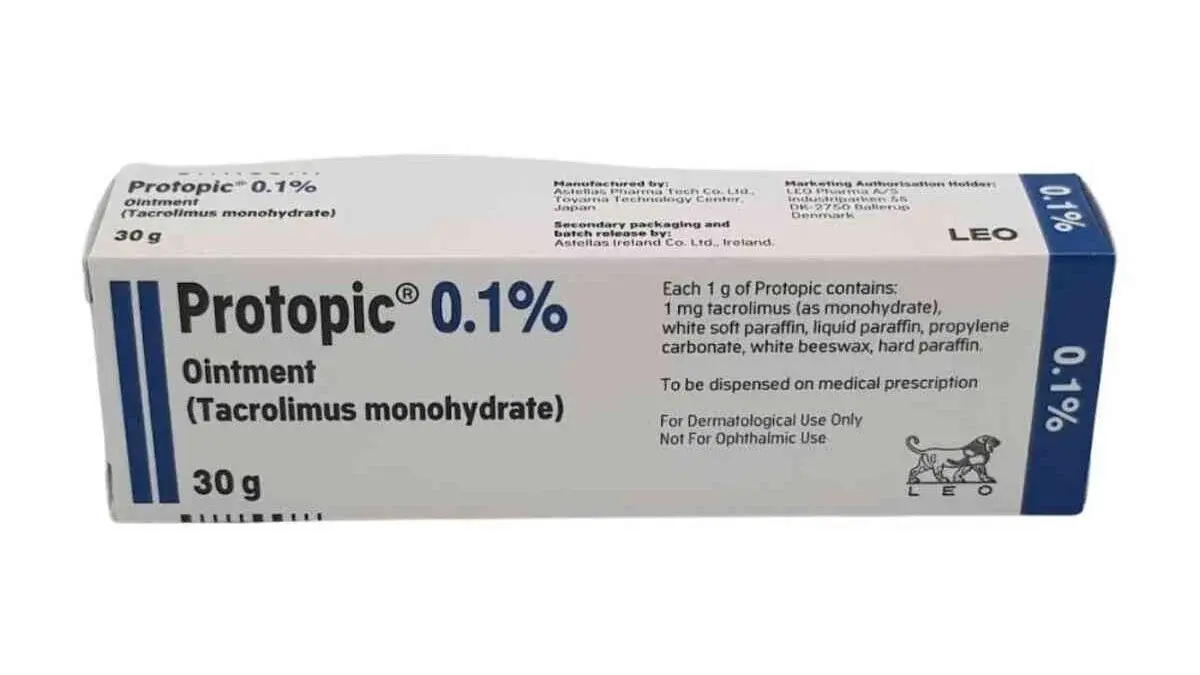 Protopic® 0.1%
Ointment
(Tacrolimus monohydrate)
30 g
Manufactured by:
Astellas Pharma Tech Co. Ltd.,
Toyama Technology Center,
Japan
Secondary packaging and
batch release by:
Astellas Ireland Co. Ltd., Ireland.
Marketing Authorisation Holder:
LEO Pharma A/S
Industriparken 55
DK-2750 Ballerup
Denmark
LEO
0.1%
Protopic® 0.1%
Ointment
(Tacrolimus monohydrate)
30 g
Each 1 g of Protopic contains:
1 mg tacrolimus (as monohydrate),
white soft paraffin, liquid paraffin, propylene
carbonate, white beeswax, hard paraffin.
To be dispensed on medical prescription
For Dermatological Use Only
Not For Ophthalmic Use
LEO
0.1%